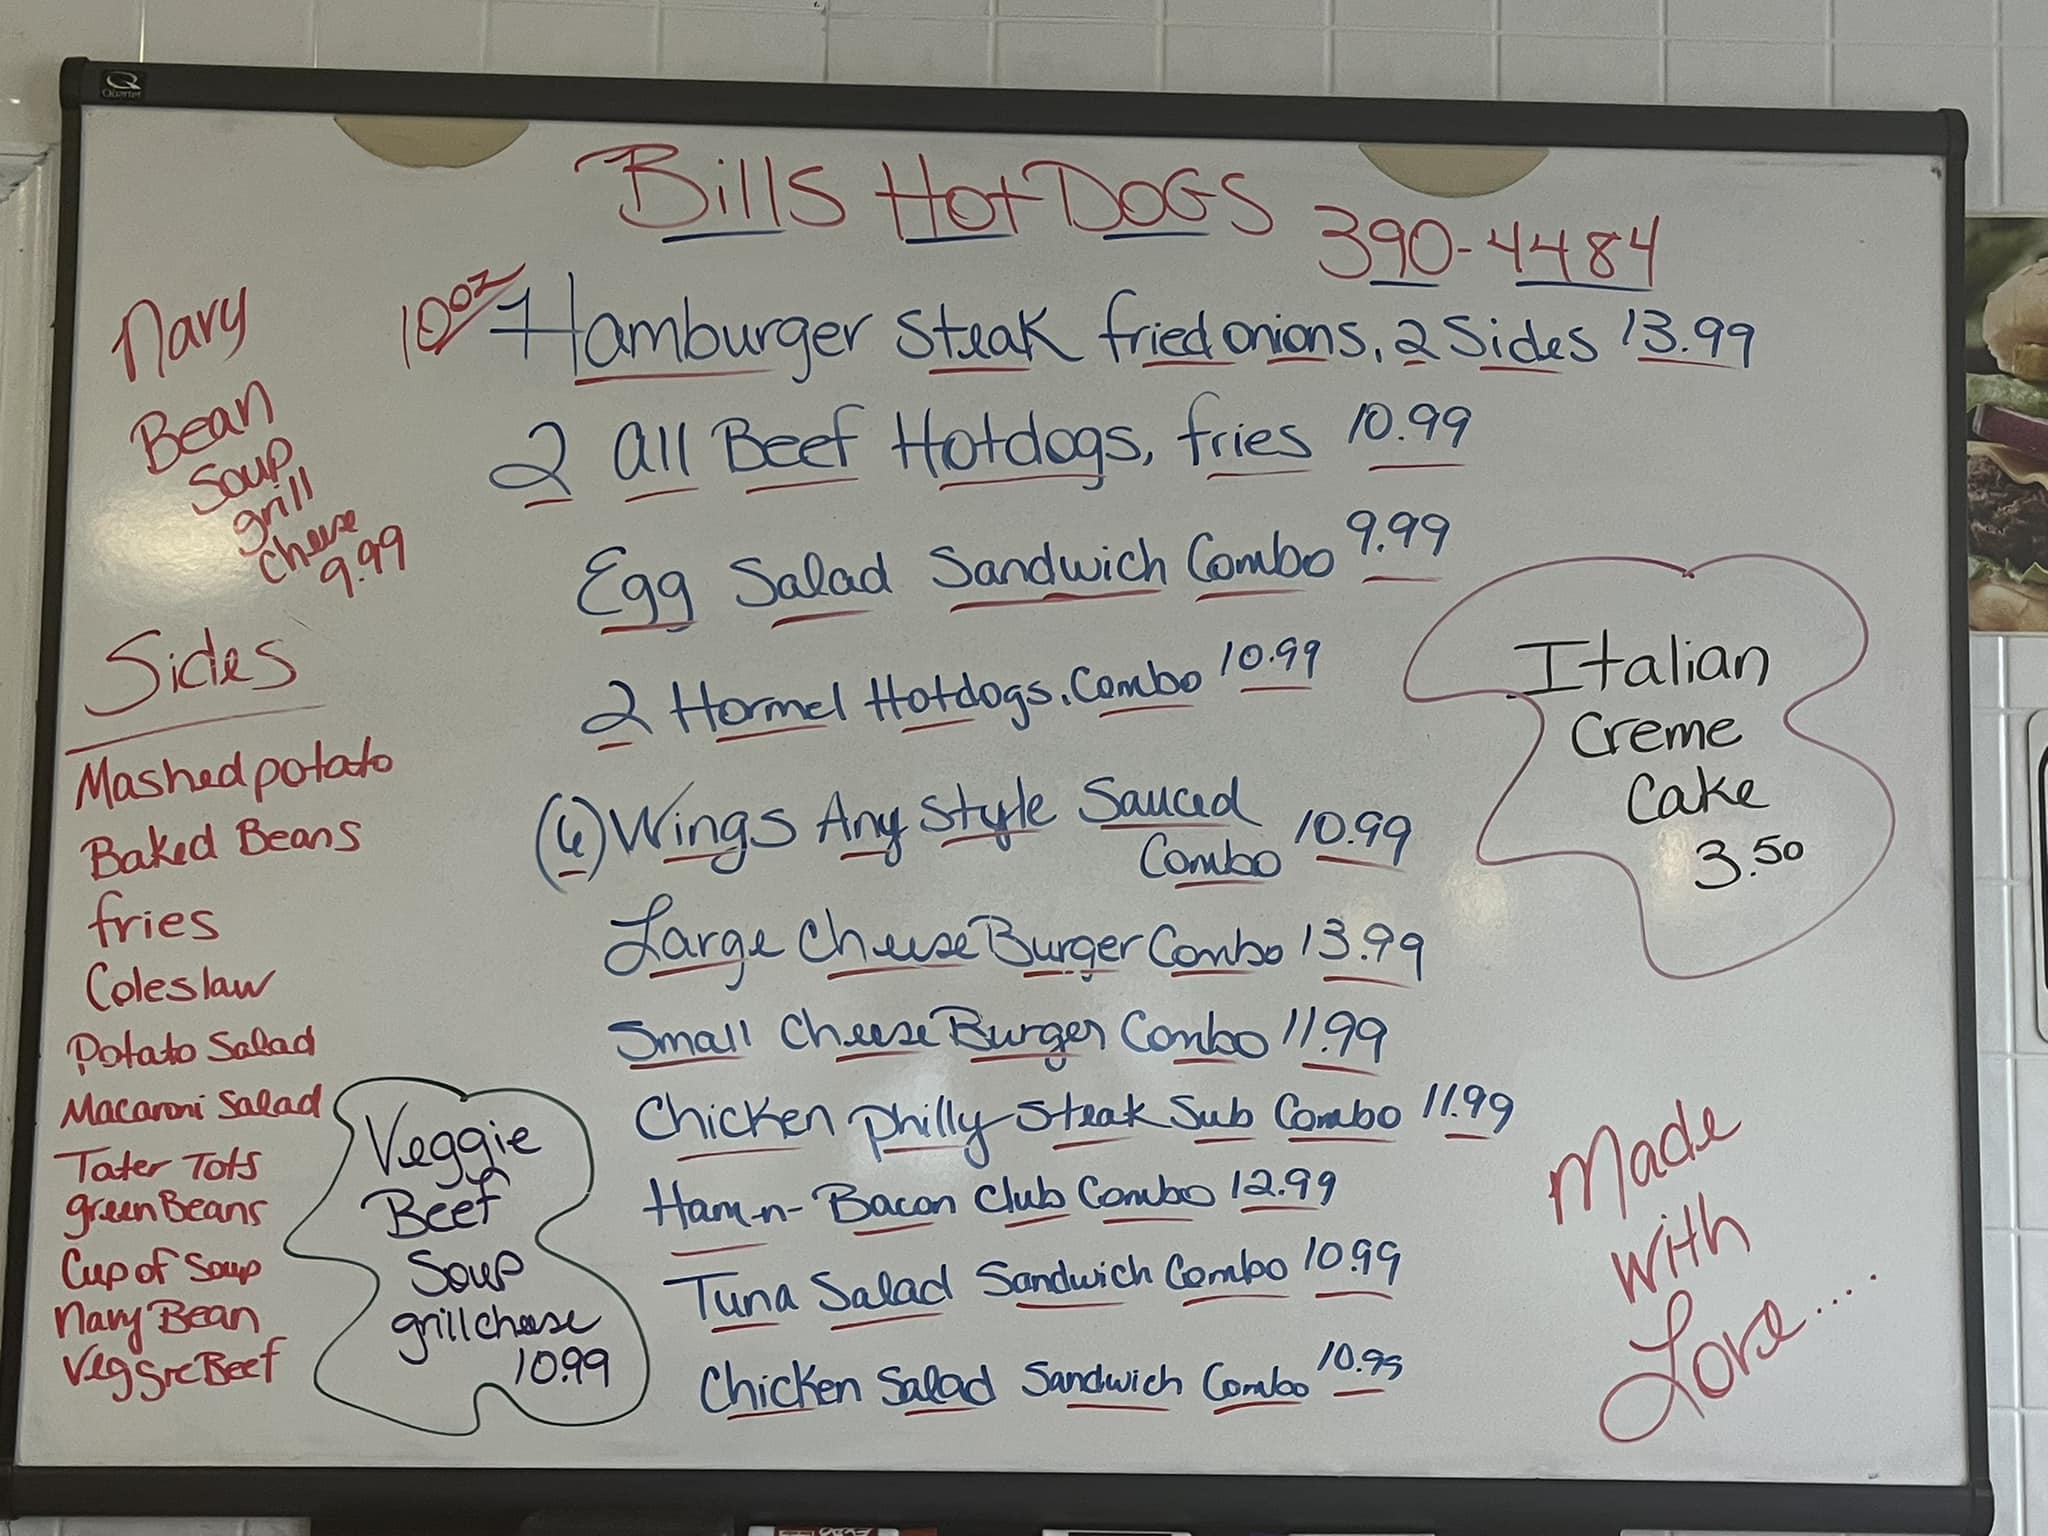 Quartet
Bills HotDOGS
390-4484
10oz Hamburger Steak fried onions, 2 Sides 13.99
2 all Beef Hotdogs, fries 10.99
Egg Salad Sandwich Combo 9.99
2 Hormel Hotdogs. Combo 10.99
(6) Wings Any Style Sauced
Combo 10.99
Large Cheese Burger Combo 13.99
Small Cheese Burger Combo 11.99
Chicken Philly Steak Sub Combo 11.99
Ham-n-Bacon Club Combo 12.99
Tuna Salad Sandwich Combo 10.99
Chicken Salad Sandwich Combo 10.99
Navy
Bean
Soup
grill
cheese
9.99
Sides
Mashed potato
Baked Beans
fries
Coleslaw
Potato Salad
Macaroni Salad
Tater Tots
green Beans
Cup of Soup
Navy Bean
Veggie Beef
Veggie
Beef
Soup
grill cheese
10.99
Italian
Creme
Cake
3.50
Made
With
Love....